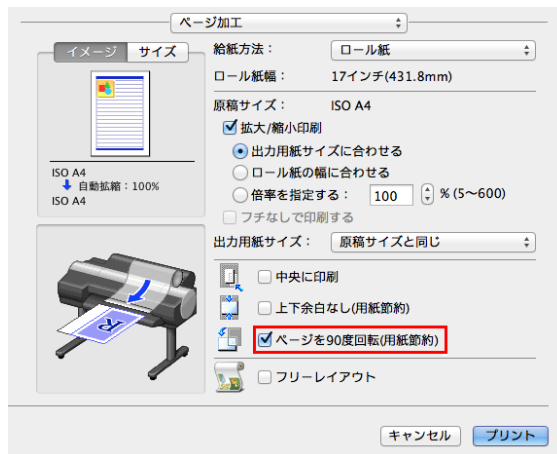 ページ加工
イメージ サイズ
給紙方法： ロール紙
ロール紙幅： 17インチ(431.8mm)
原稿サイズ： ISO A4
拡大/縮小印刷
出力用紙サイズに合わせる
ロール紙の幅に合わせる
倍率を指定する： 100 % (5〜600)
フチなしで印刷する
ISO A4
自動拡縮：100%
ISO A4
出力用紙サイズ： 原稿サイズと同じ
中央に印刷
上下余白なし(用紙節約)
ページを90度回転(用紙節約)
フリーレイアウト
R
キャンセル プリント